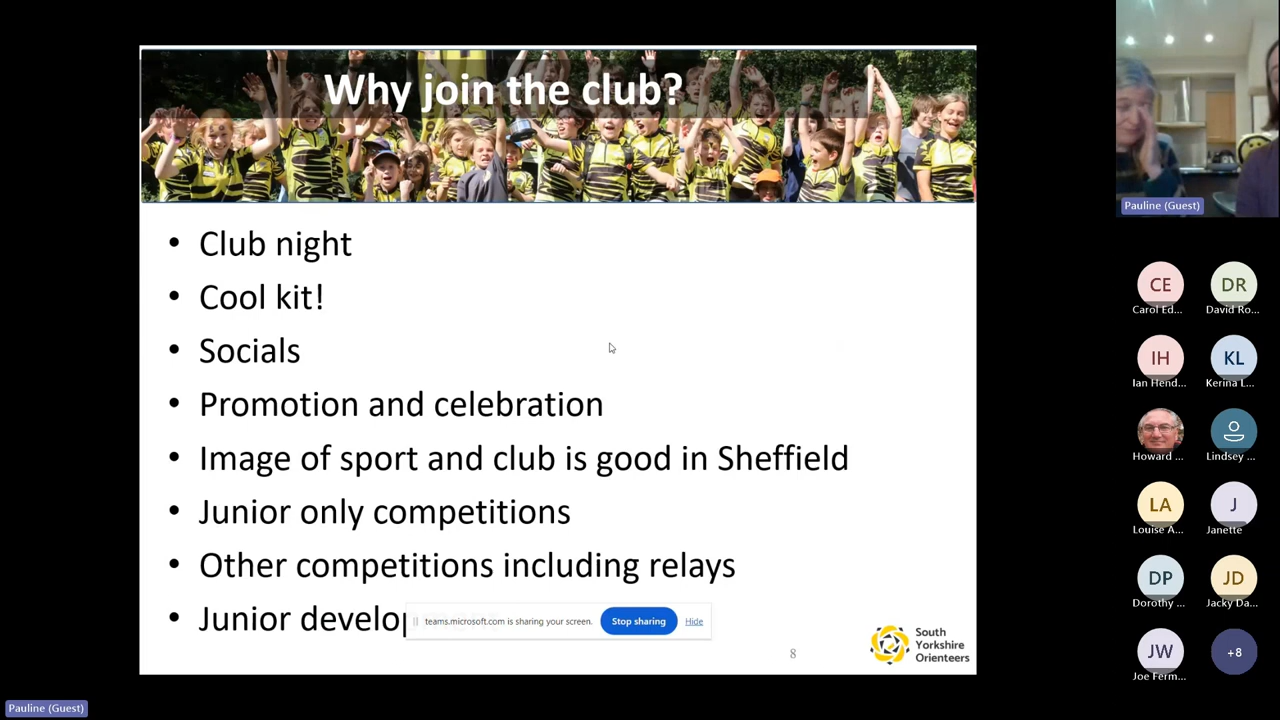 Why join the club?
• Club night
• Cool kit!
• Socials
• Promotion and celebration
• Image of sport and club is good in Sheffield
• Junior only competitions
• Other competitions including relays
• Junior develop
teams.microsoft.com is sharing your screen.
Stop sharing
Hide
8
South
Yorkshire
Orienteers
Pauline (Guest)
CE
Carol Ed...
DR
David Ro...
IH
Ian Hend...
KL
Kerina L...
Howard ...
Lindsey ...
LA
Louise A...
J
Janette
DP
Dorothy ...
JD
Jacky Da...
JW
Joe Ferm...
+8
Pauline (Guest)